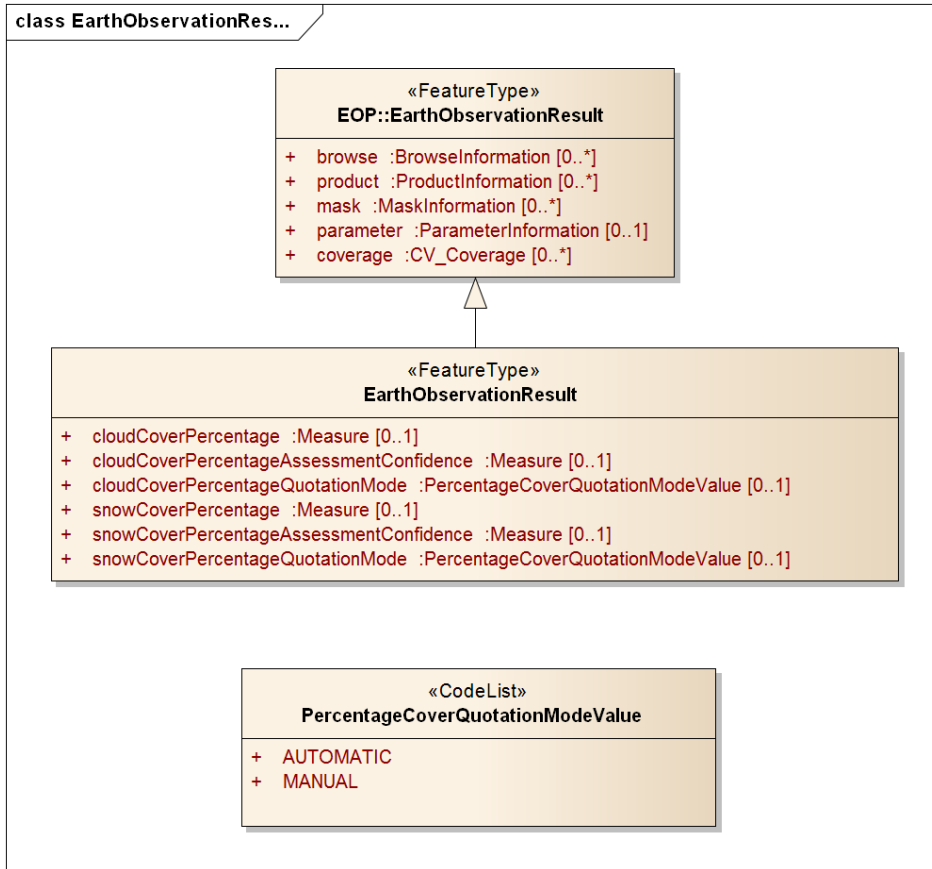 class EarthObservationRes...
«FeatureType»
EOP::EarthObservationResult
+ browse :BrowseInformation [0..*]
+ product :ProductInformation [0..*]
+ mask :MaskInformation [0..*]
+ parameter :ParameterInformation [0..1]
+ coverage :CV_Coverage [0..*]
«FeatureType»
EarthObservationResult
+ cloudCoverPercentage :Measure [0..1]
+ cloudCoverPercentageAssessmentConfidence :Measure [0..1]
+ cloudCoverPercentageQuotationMode :PercentageCoverQuotationModeValue [0..1]
+ snowCoverPercentage :Measure [0..1]
+ snowCoverPercentageAssessmentConfidence :Measure [0..1]
+ snowCoverPercentageQuotationMode :PercentageCoverQuotationModeValue [0..1]
«CodeList»
PercentageCoverQuotationModeValue
+ AUTOMATIC
+ MANUAL